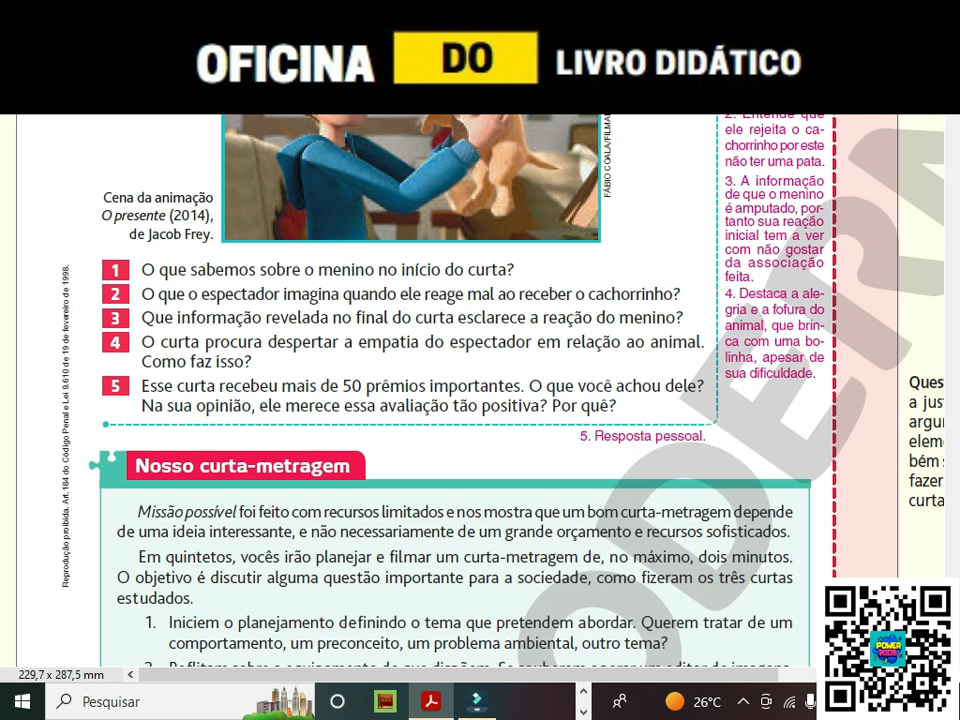 OFICINA DO LIVRO DIDÁTICO
Cena da animação
O presente (2014),
de Jacob Frey.
1 O que sabemos sobre o menino no início do curta?
2 O que o espectador imagina quando ele reage mal ao receber o cachorrinho?
3 Que informação revelada no final do curta esclarece a reação do menino?
4 O curta procura despertar a empatia do espectador em relação ao animal.
Como faz isso?
5 Esse curta recebeu mais de 50 prêmios importantes. O que você achou dele?
Na sua opinião, ele merece essa avaliação tão positiva? Por quê?
5. Resposta pessoal.
2. Entende que
ele rejeita o ca-
chorrinho por este
não ter uma pata.
3. A informação
de que o menino
é amputado, por-
tanto sua reação
inicial tem a ver
com não gostar
da associação
feita.
4. Destaca a ale-
gria e a fofura do
animal, que brin-
ca com uma bo-
linha, apesar de
sua dificuldade.
FÁBIO COALA/FILMA
Reprodução proibida. Art. 184 do Código Penal e Lei 9.610 de 19 de fevereiro de 1998.
Nosso curta-metragem
Missão possível foi feito com recursos limitados e nos mostra que um bom curta-metragem depende
de uma ideia interessante, e não necessariamente de um grande orçamento e recursos sofisticados.
Em quintetos, vocês irão planejar e filmar um curta-metragem de, no máximo, dois minutos.
O objetivo é discutir alguma questão importante para a sociedade, como fizeram os três curtas
estudados.
1. Iniciem o planejamento definindo o tema que pretendem abordar. Querem tratar de um
comportamento, um preconceito, um problema ambiental, outro tema?
Ques
a jus
argu
elem
bém s
fazer
curta
ODERN
POWER
229,7 x 287,5 mm
Pesquisar
26°C